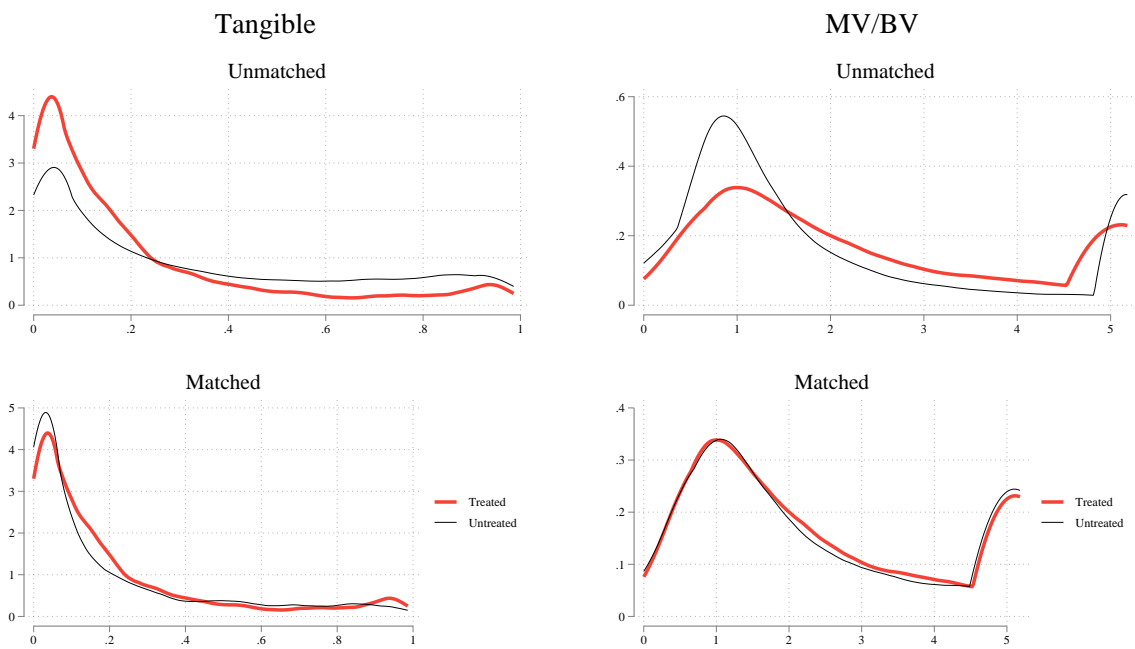 Tangible
MV/BV
Unmatched
4
3
2
1
0
0 .2 .4 .6 .8 1
Unmatched
.6
.4
.2
0
0 1 2 3 4 5
Matched
5
4
3
2
1
0
0 .2 .4 .6 .8 1
Treated
Untreated
Matched
.4
.3
.2
.1
0
0 1 2 3 4 5
Treated
Untreated